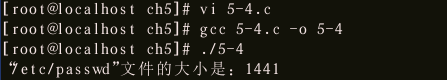 [root@localhost ch5]# vi 5-4.c
[root@localhost ch5]# gcc 5-4.c -o 5-4
[root@localhost ch5]# ./5-4
“/etc/passwd”文件的大小是：1441